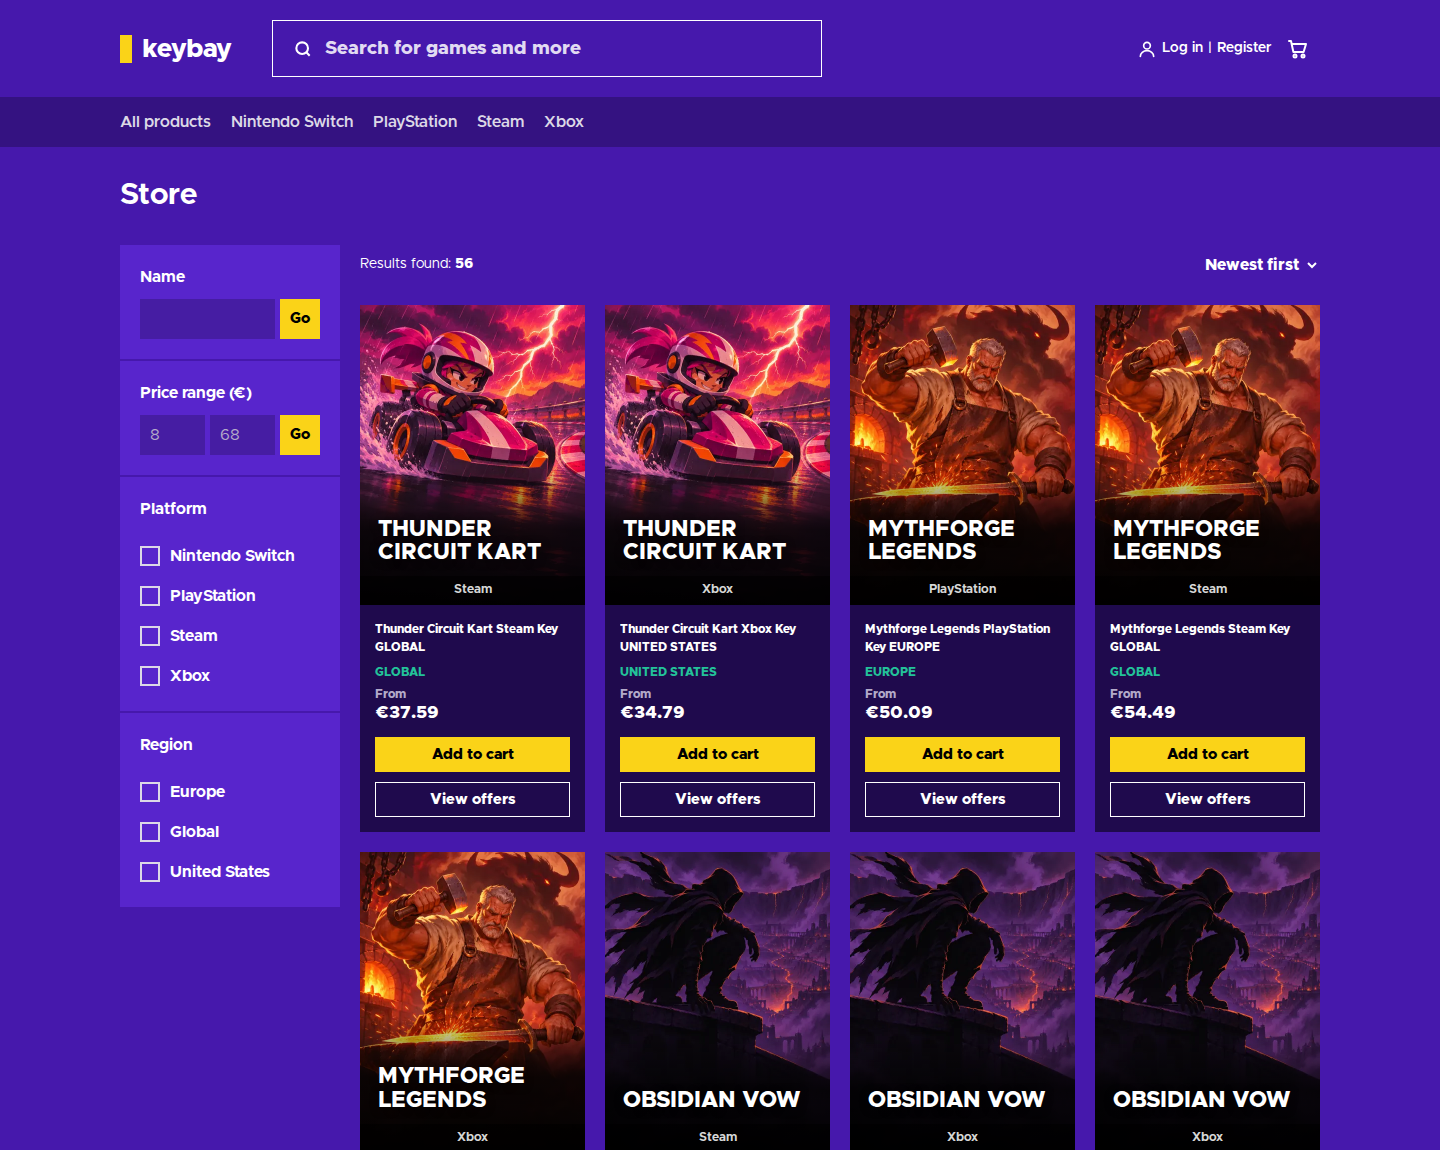 keybay
Search for games and more
Log in | Register
All products Nintendo Switch PlayStation Steam Xbox
Store
Name
Go
Price range (€)
8 68 Go
Platform
Nintendo Switch
PlayStation
Steam
Xbox
Region
Europe
Global
United States
Results found: 56
Newest first
THUNDER
CIRCUIT KART
Steam
Thunder Circuit Kart Steam Key
GLOBAL
GLOBAL
From
€37.59
Add to cart
View offers
THUNDER
CIRCUIT KART
Xbox
Thunder Circuit Kart Xbox Key
UNITED STATES
UNITED STATES
From
€34.79
Add to cart
View offers
MYTHFORGE
LEGENDS
PlayStation
Mythforge Legends PlayStation
Key EUROPE
EUROPE
From
€50.09
Add to cart
View offers
MYTHFORGE
LEGENDS
Steam
Mythforge Legends Steam Key
GLOBAL
GLOBAL
From
€54.49
Add to cart
View offers
MYTHFORGE
LEGENDS
Xbox
OBSIDIAN VOW
Steam
OBSIDIAN VOW
Xbox
OBSIDIAN VOW
Xbox